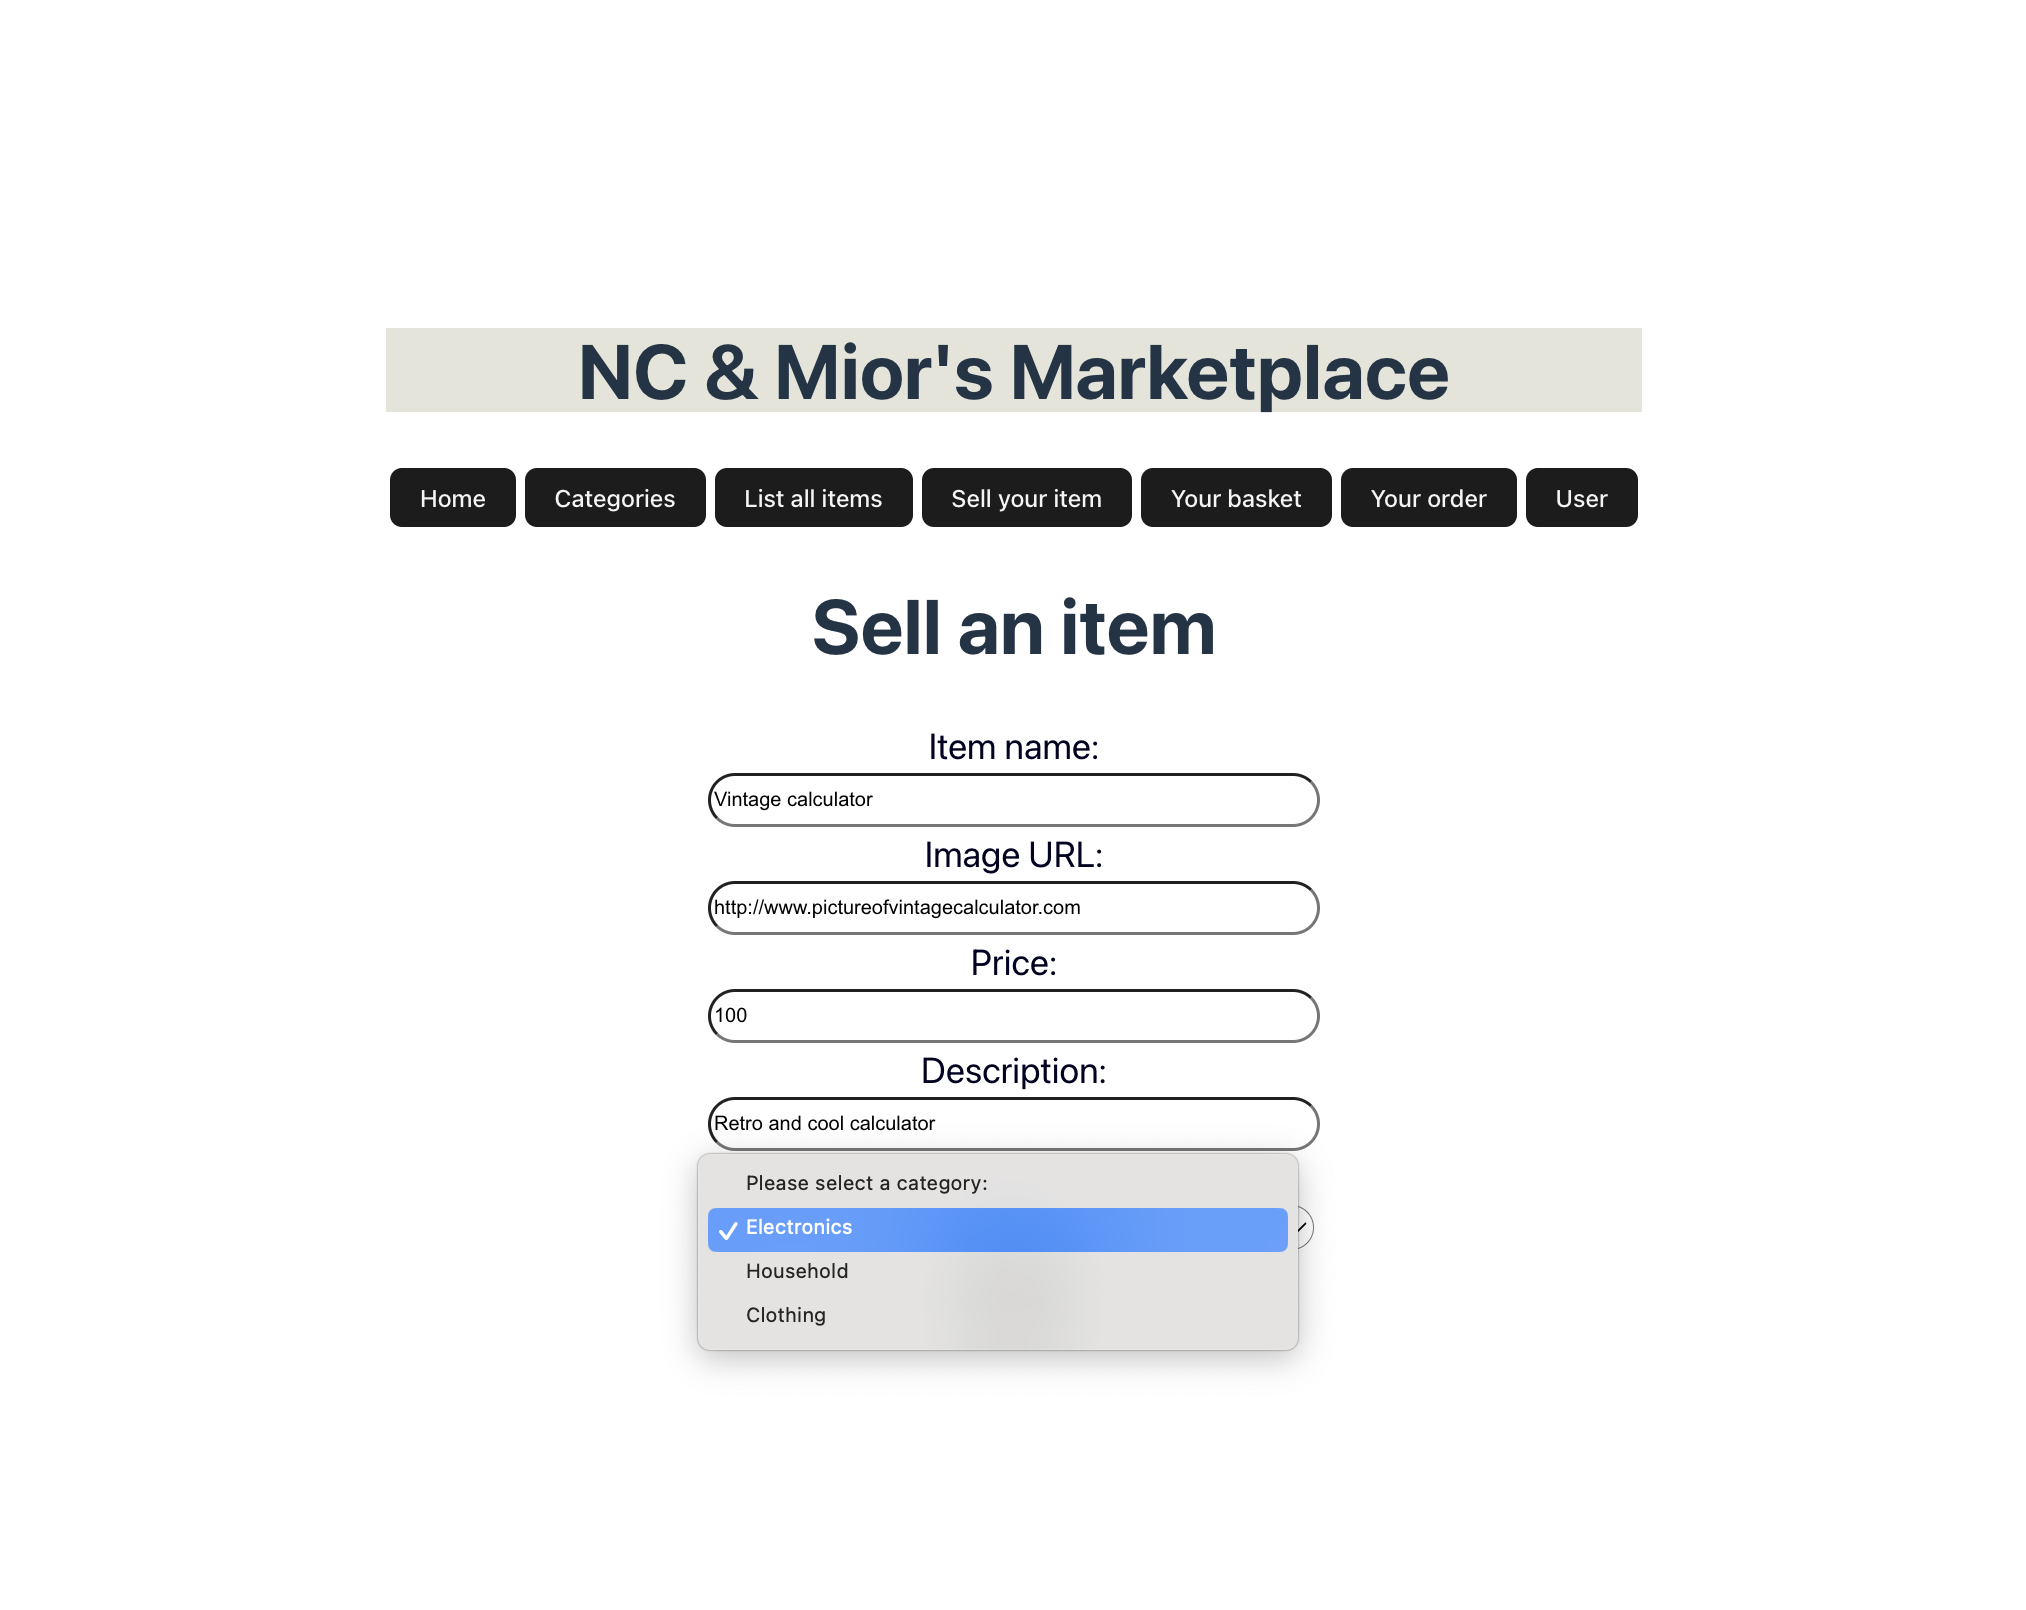 NC & Mior's Marketplace
Home Categories List all items Sell your item Your basket Your order User
Sell an item
Item name:
Vintage calculator
Image URL:
http://www.pictureofvintagecalculator.com
Price:
100
Description:
Retro and cool calculator
Please select a category:
Electronics
Household
Clothing